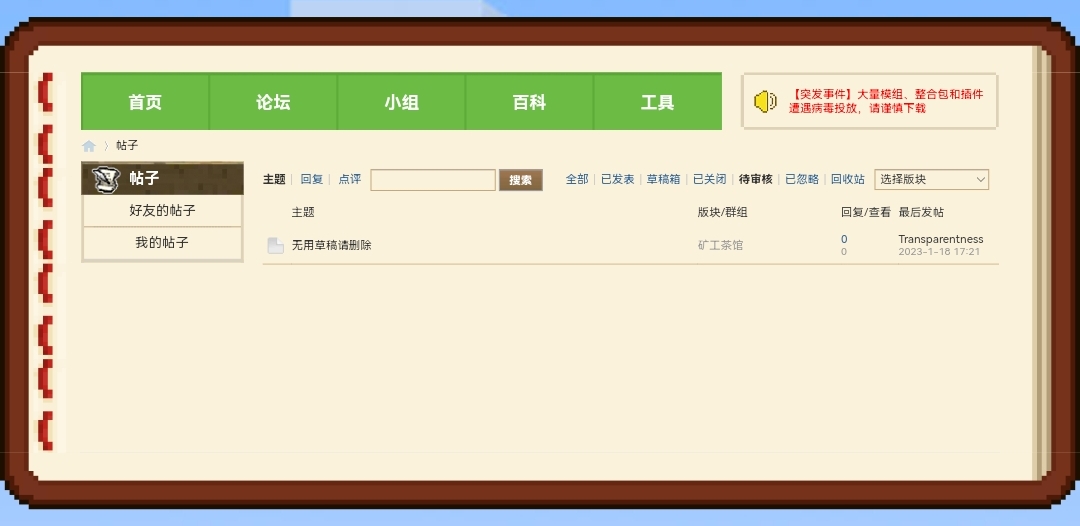 首页 论坛 小组 百科 工具
【突发事件】大量模组、整合包和插件
遭遇病毒投放，请谨慎下载
帖子
帖子
好友的帖子
我的帖子
主题 回复 点评 搜索 全部 已发表 草稿箱 已关闭 待审核 已忽略 回收站 选择版块
主题 版块/群组 回复/查看 最后发帖
无用草稿请删除 矿工茶馆 0 Transparentness
0 2023-1-18 17:21